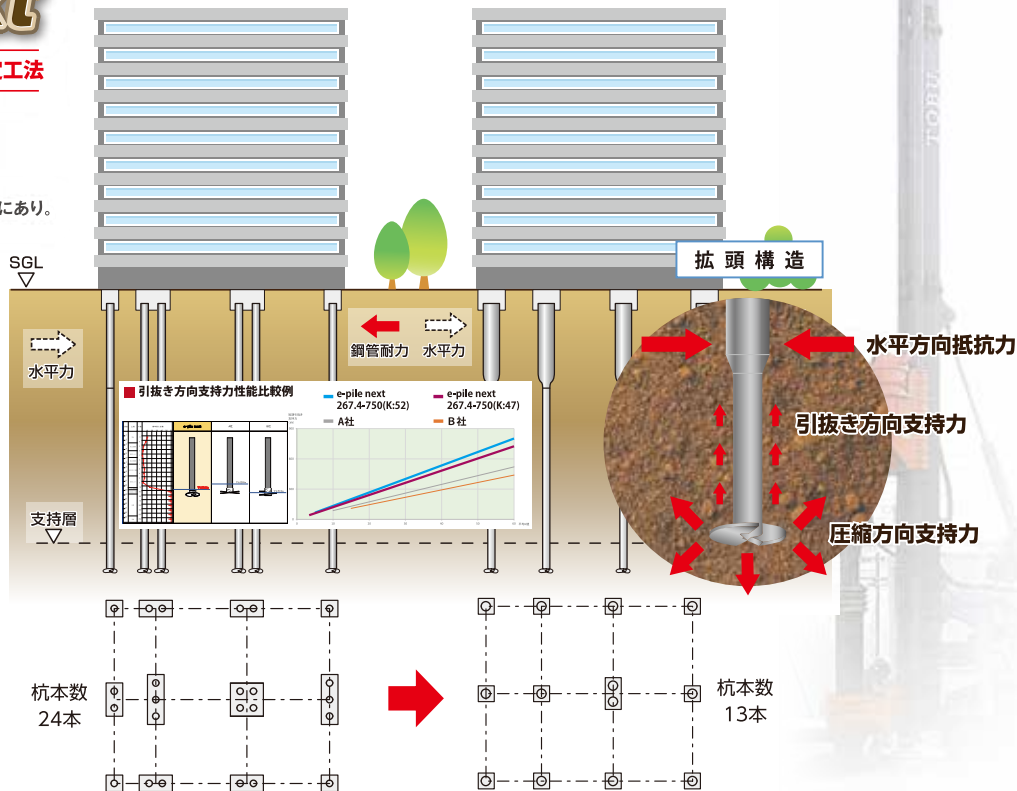 工法
にあり。
TOBU
SGL
拡頭構造
水平力
鋼管耐力
水平力
水平方向抵抗力
引抜き方向支持力性能比較例
e-pile next
267.4-750(K:52)
e-pile next
267.4-750(K:47)
A社
B社
引抜き方向支持力
支持層
圧縮方向支持力
杭本数
24本
杭本数
13本